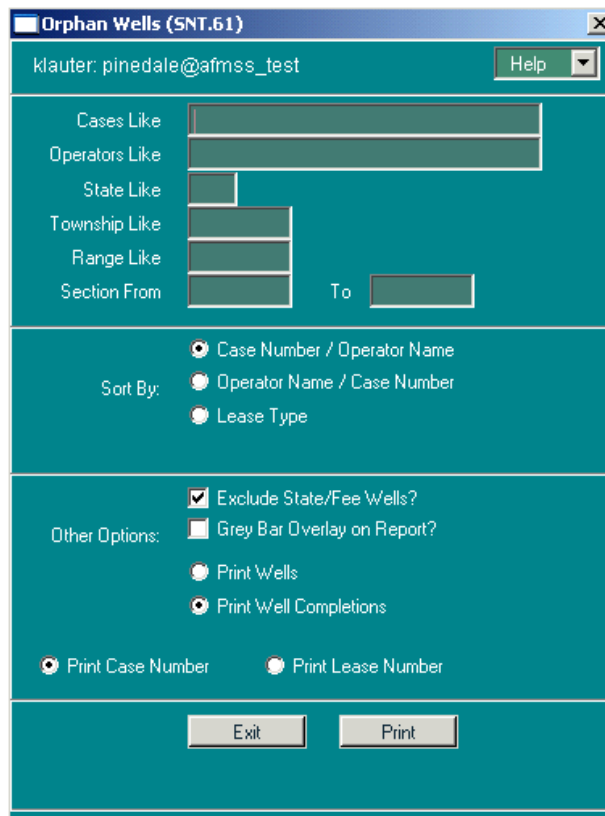 Orphan Wells (SNT.61)
klauter: pinedale@afmss_test Help
Cases Like
Operators Like
State Like
Township Like
Range Like
Section From To
Sort By:
Case Number / Operator Name
Operator Name / Case Number
Lease Type
Other Options:
Exclude State/Fee Wells?
Grey Bar Overlay on Report?
Print Wells
Print Well Completions
Print Case Number Print Lease Number
Exit Print